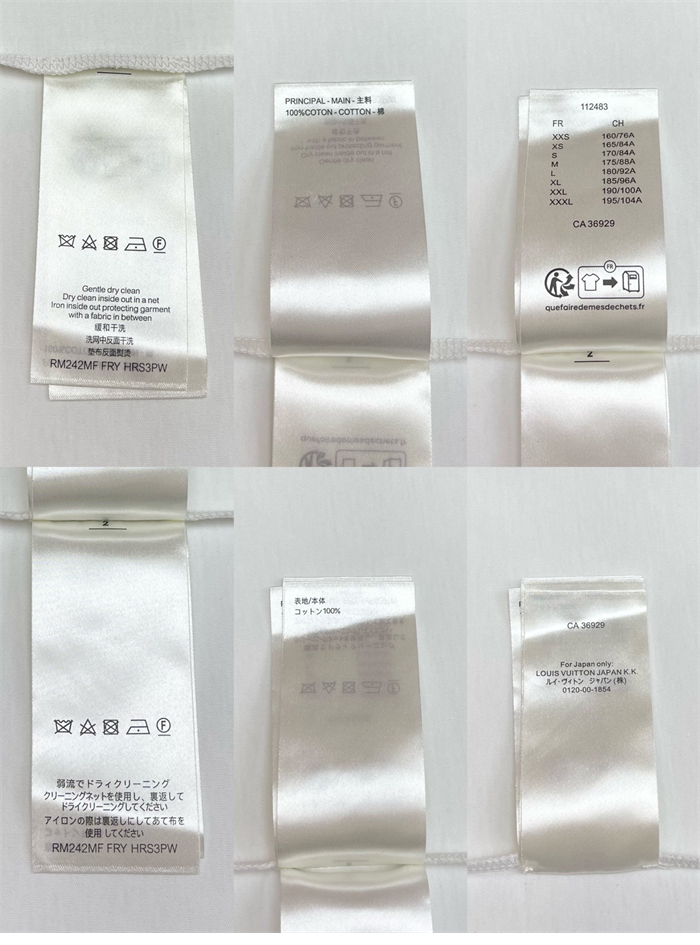 Gentle dry clean
Dry clean inside out in a net
Iron inside out protecting garment
with a fabric in between
缓和干洗
洗网中反面干洗
垫布反面熨烫
RM242MF FRY HRS3PW
PRINCIPAL - MAIN - 主料
100%COTON - COTTON - 棉
112483
FR CH
XXS 160/76A
XS 165/84A
S 170/84A
M 175/88A
L 180/92A
XL 185/96A
XXL 190/100A
XXXL 195/104A
CA 36929
FR
quefairedemesdechets.fr
弱流でドライクリーニング
クリーニングネットを使用し、裏返して
ドライクリーニングしてください
アイロンの際は裏返しにしてあて布を
使用してください
RM242MF FRY HRS3PW
表地/本体
コットン100%
CA 36929
For Japan only:
LOUIS VUITTON JAPAN K.K.
ルイ・ヴィトン ジャパン(株)
0120-00-1854